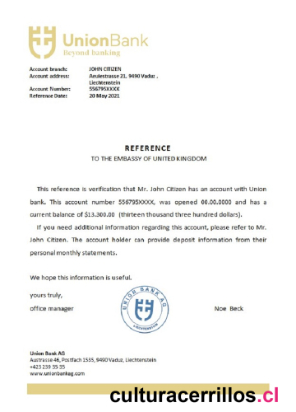 UnionBank
Beyond banking
Account branch: JOHN CITIZEN
Account address: Aeulestrasse 21, 9490 Vaduz,
Liechtenstein
Account Number: 556795XXXX
Reference Date: 20 May 2021
REFERENCE
TO THE EMBASSY OF UNITED KINGDOM
This reference is verification that Mr. John Citizen has an account with Union
bank. This account number 556795XXXX, was opened 00.00.0000 and has a
current balance of $13,300.00 (thirteen thousand three hundred dollars).
If you need additional information regarding this account, please refer to Mr.
John Citizen. The account holder can provide deposit information from their
personal monthly statements.
We hope this information is useful.
yours truly,
office manager
UNION BANK AG
LIECHTENSTEIN
Noe Beck
Union Bank AG
Austrasse 46, Postfach 1535, 9490 Vaduz, Liechtenstein
www.unionbankag.com
culturacerrillos.cl